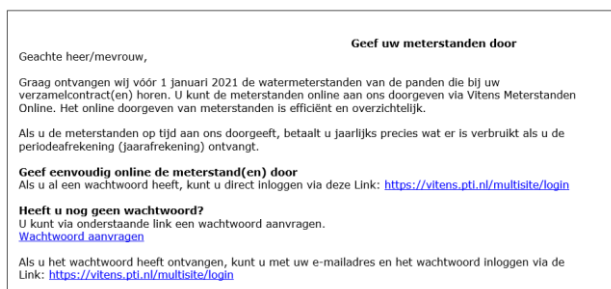 Geef uw meterstanden door
Geachte heer/mevrouw,
Graag ontvangen wij vóór 1 januari 2021 de watermeterstanden van de panden die bij uw
verzamelcontract(en) horen. U kunt de meterstanden online aan ons doorgeven via Vitens Meterstanden
Online. Het online doorgeven van meterstanden is efficiënt en overzichtelijk.
Als u de meterstanden op tijd aan ons doorgeeft, betaalt u jaarlijks precies wat er is verbruikt als u de
periodeafrekening (jaarafrekening) ontvangt.
Geef eenvoudig online de meterstand(en) door
Als u al een wachtwoord heeft, kunt u direct inloggen via deze Link: https://vitens.pti.nl/multisite/login
Heeft u nog geen wachtwoord?
U kunt via onderstaande link een wachtwoord aanvragen.
Wachtwoord aanvragen
Als u het wachtwoord heeft ontvangen, kunt u met uw e-mailadres en het wachtwoord inloggen via de
Link: https://vitens.pti.nl/multisite/login